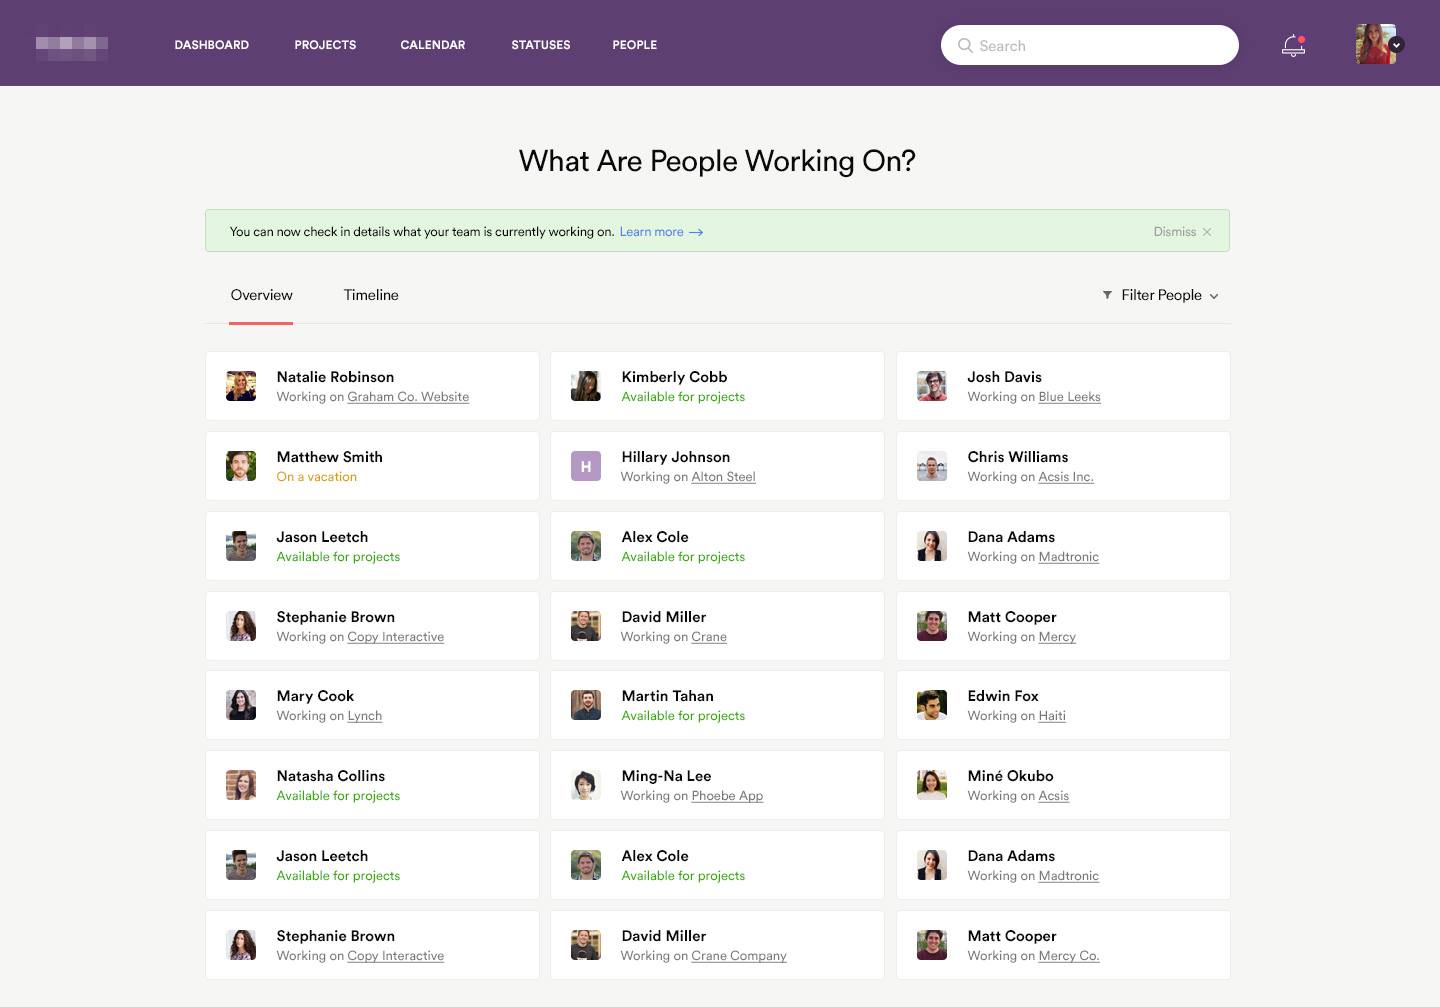 DASHBOARD PROJECTS CALENDAR STATUSES PEOPLE Search
What Are People Working On?
You can now check in details what your team is currently working on. Learn more → Dismiss ×
Overview Timeline Filter People
Natalie Robinson
Working on Graham Co. Website
Kimberly Cobb
Available for projects
Josh Davis
Working on Blue Leeks
Matthew Smith
On a vacation
H
Hillary Johnson
Working on Alton Steel
Chris Williams
Working on Acsis Inc.
Jason Leetch
Available for projects
Alex Cole
Available for projects
Dana Adams
Working on Madtronic
Stephanie Brown
Working on Copy Interactive
David Miller
Working on Crane
Matt Cooper
Working on Mercy
Mary Cook
Working on Lynch
Martin Tahan
Available for projects
Edwin Fox
Working on Haiti
Natasha Collins
Available for projects
Ming-Na Lee
Working on Phoebe App
Miné Okubo
Working on Acsis
Jason Leetch
Available for projects
Alex Cole
Available for projects
Dana Adams
Working on Madtronic
Stephanie Brown
Working on Copy Interactive
David Miller
Working on Crane Company
Matt Cooper
Working on Mercy Co.